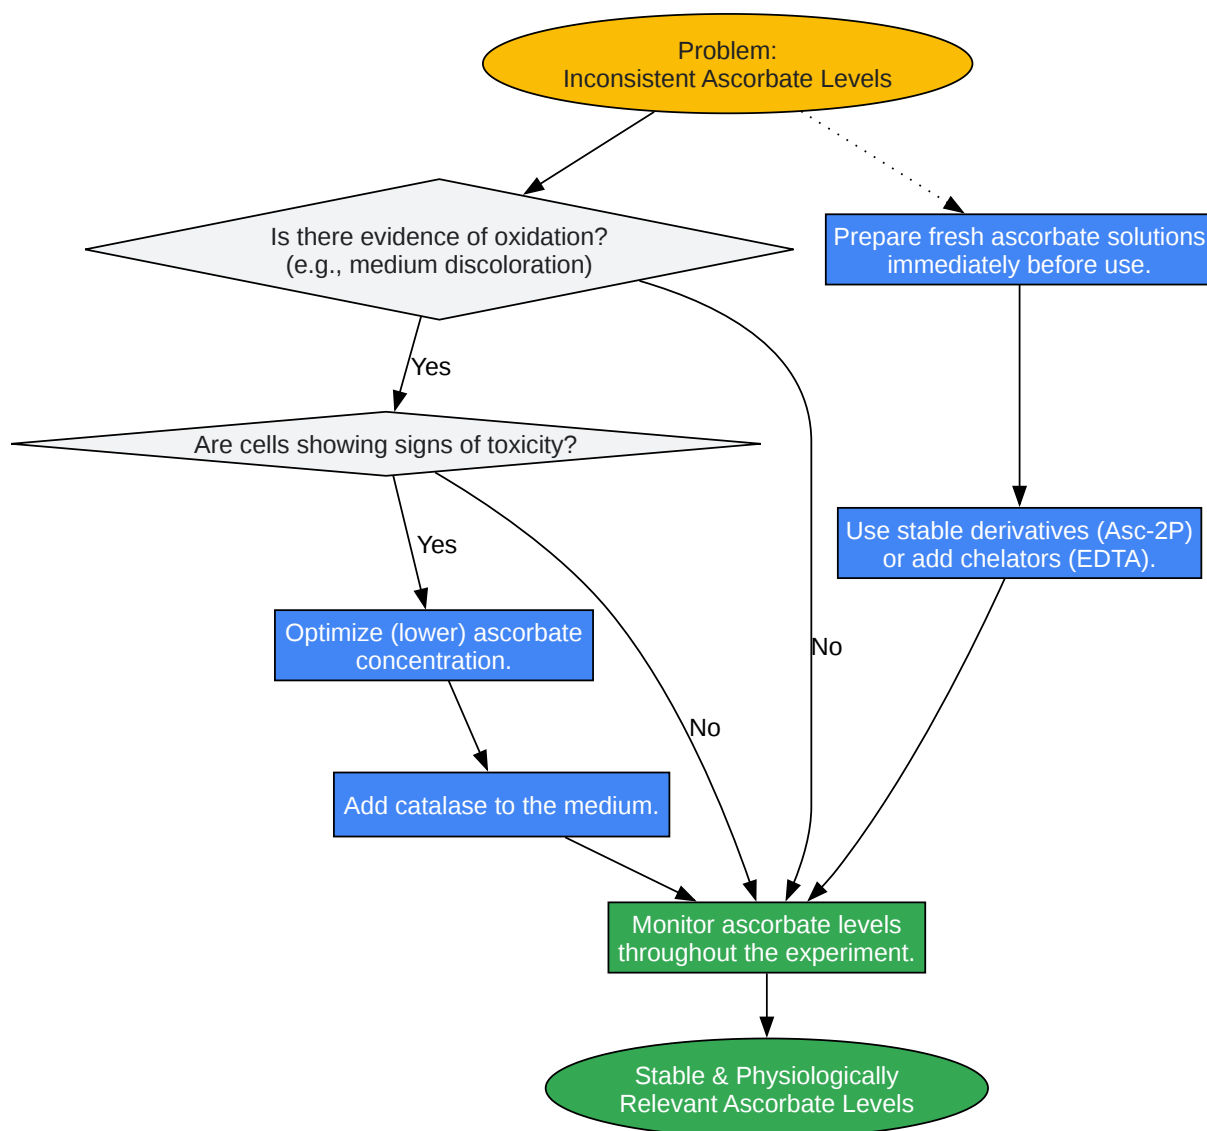 Problem:
Inconsistent Ascorbate Levels
Is there evidence of oxidation?
(e.g., medium discoloration)
Prepare fresh ascorbate solutions
immediately before use.
Yes
Are cells showing signs of toxicity?
Use stable derivatives (Asc-2P)
or add chelators (EDTA).
Yes
Optimize (lower) ascorbate
concentration.
No
No
Add catalase to the medium.
Monitor ascorbate levels
throughout the experiment.
Stable & Physiologically
Relevant Ascorbate Levels